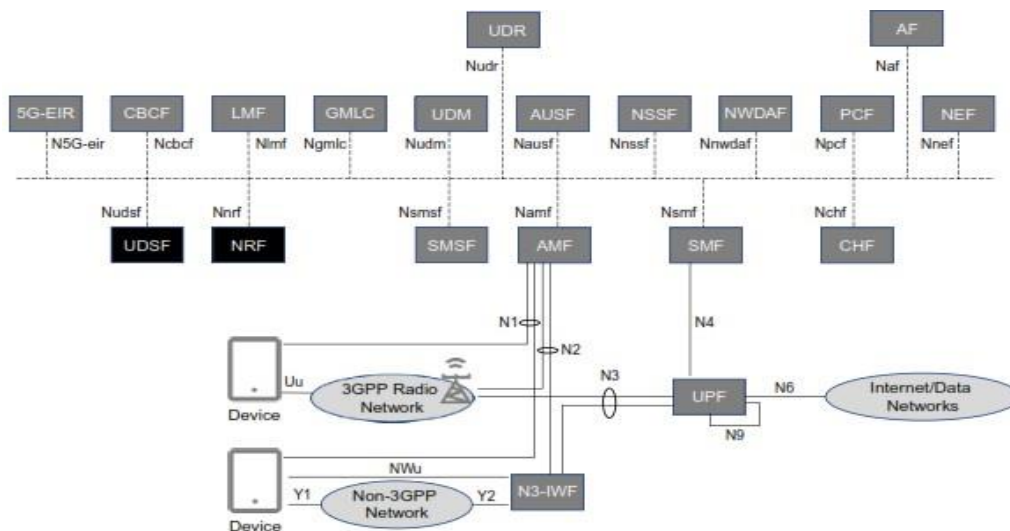 UDR
AF
Nudr
Naf
5G-EIR
CBCF
LMF
GMLC
UDM
AUSF
NSSF
NWDAF
PCF
NEF
N5G-eir
Ncbcf
Nlmf
Ngmlc
Nudm
Nausf
Nnssf
Nnwdaf
Npcf
Nnef
Nudsf
Nnrf
Nsmsf
Namf
Nsmf
Nchf
UDSF
NRF
SMSF
AMF
SMF
CHF
N1
N4
N2
Uu
3GPP Radio
Network
N3
UPF
N6
Internet/Data
Networks
Device
N9
NWu
Y1
Non-3GPP
Network
Y2
N3-IWF
Device